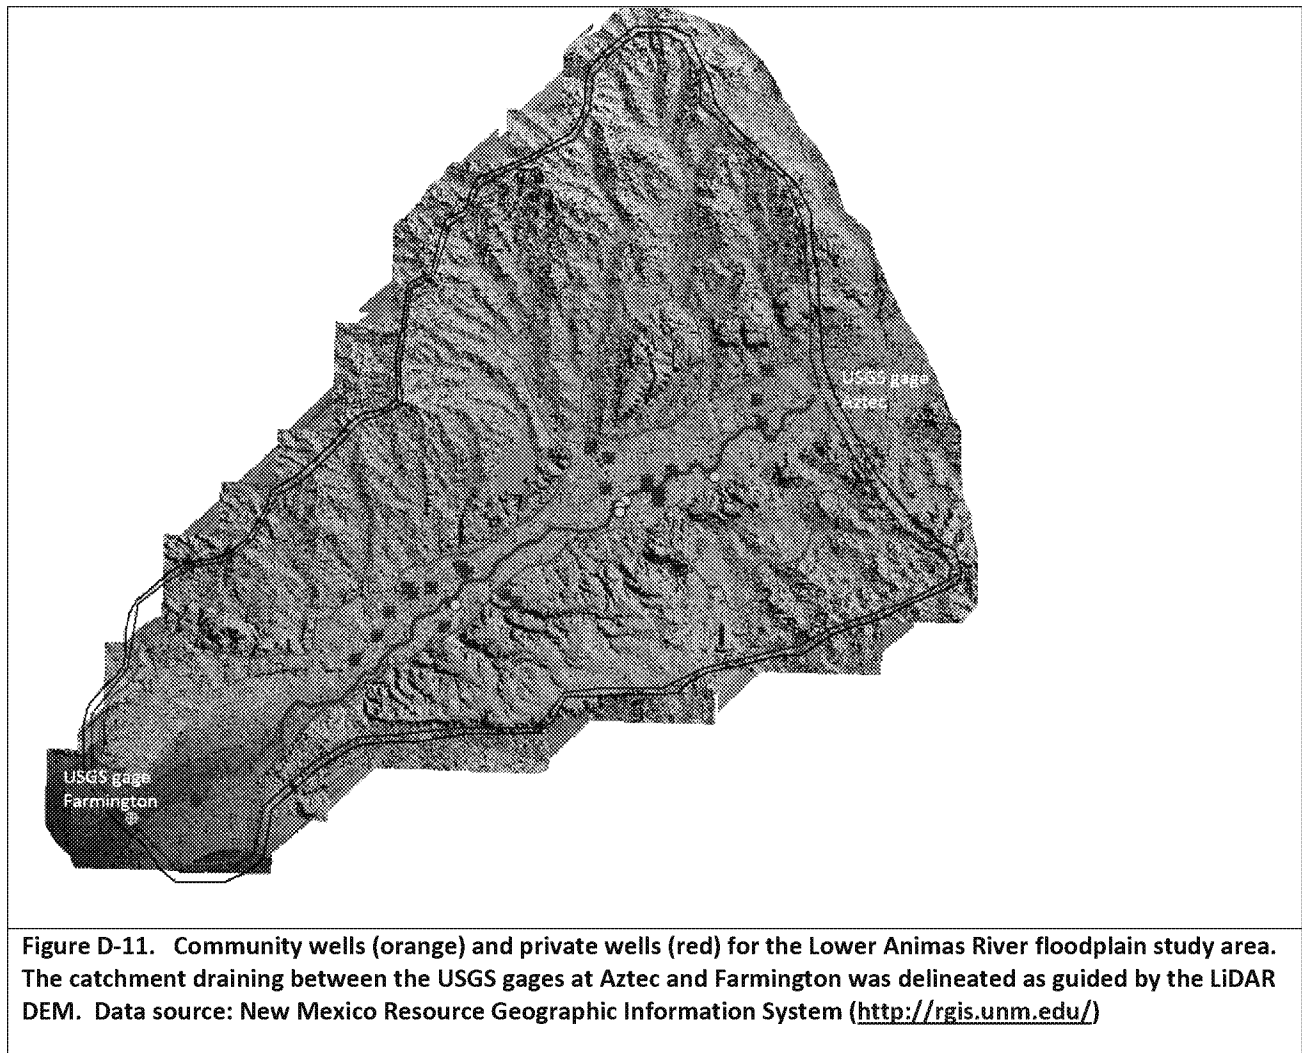 USGS gage
Aztec
USGS gage
Farmington
Figure D-11. Community wells (orange) and private wells (red) for the Lower Animas River floodplain study area.
The catchment draining between the USGS gages at Aztec and Farmington was delineated as guided by the LiDAR
DEM. Data source: New Mexico Resource Geographic Information System (http://rgis.unm.edu/)